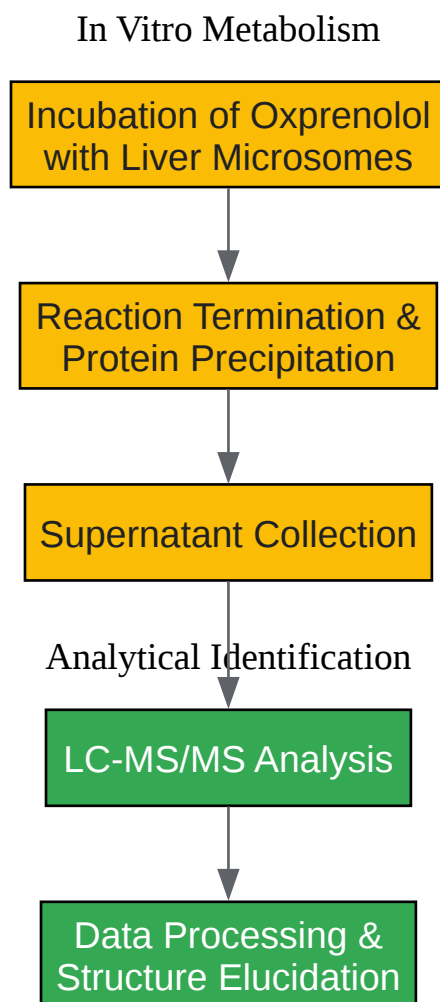 In Vitro Metabolism
Incubation of Oxprenolol
with Liver Microsomes
Reaction Termination &
Protein Precipitation
Supernatant Collection
Analytical Identification
LC-MS/MS Analysis
Data Processing &
Structure Elucidation